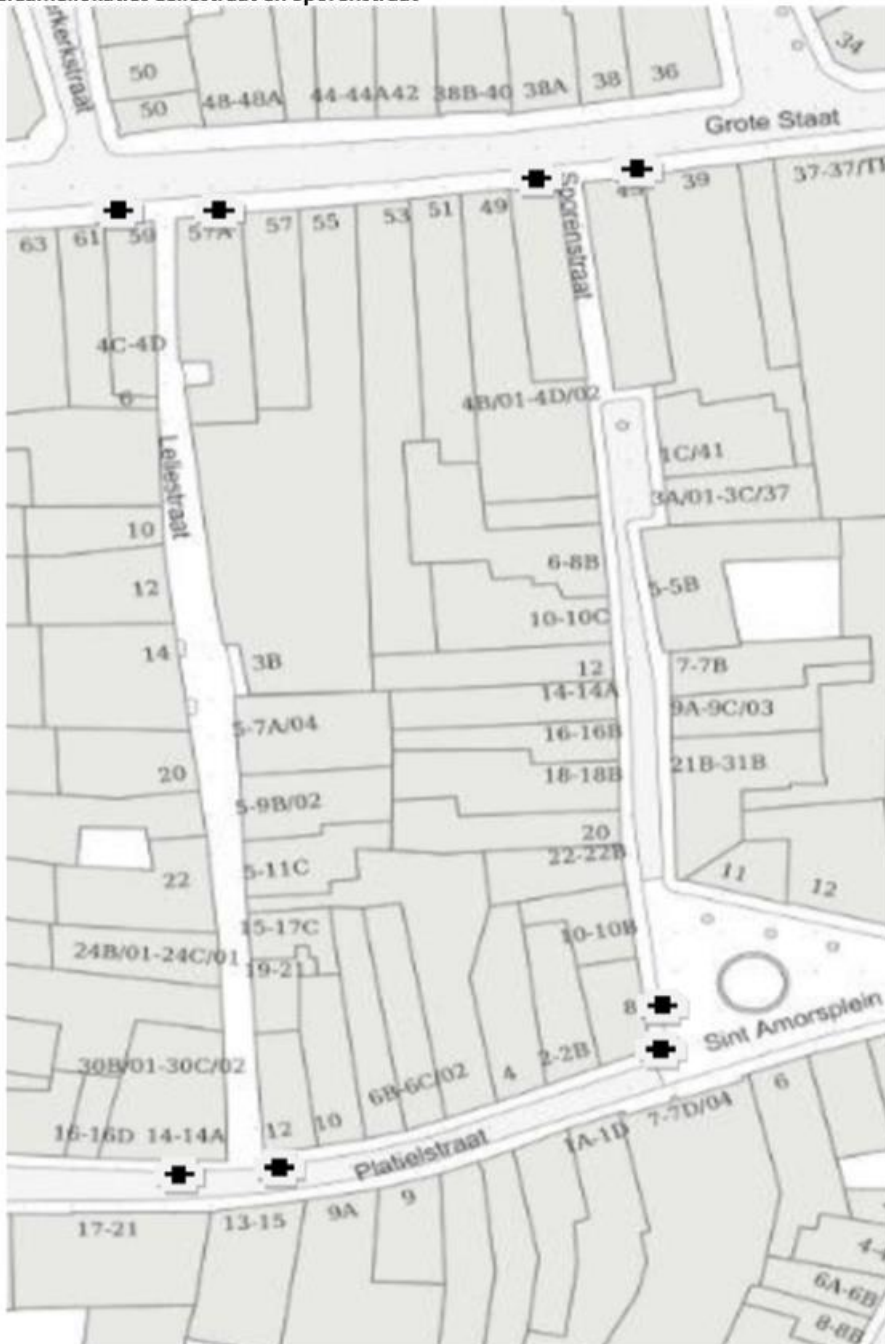 50
50
48-48A
44-44A
42
38B-40
38A
38
36
34
Grote Staat
63
61
59
57A
57
55
53
51
49
Sporenstraat
39
4C-4D
6
4B/01-4D/02
1C/41
3A/01-3C/37
Leliestraat
10
12
14
3B
6-8B
5-5B
10-10C
12
14-14A
7-7B
9A-9C/03
16-16B
18-18B
21B-31B
5-7A/04
20
5-9B/02
20
22-22B
11
12
22
5-11C
15-17C
19-21
24B/01-24C/01
10-10B
8
Sint Amorsplein
30B/01-30C/02
16-16D
14-14A
12
10
6B-6C/02
4
2-2B
6
7-7D/04
1A-1D
Platielstraat
17-21
13-15
9A
9
6A-6B
8-8B